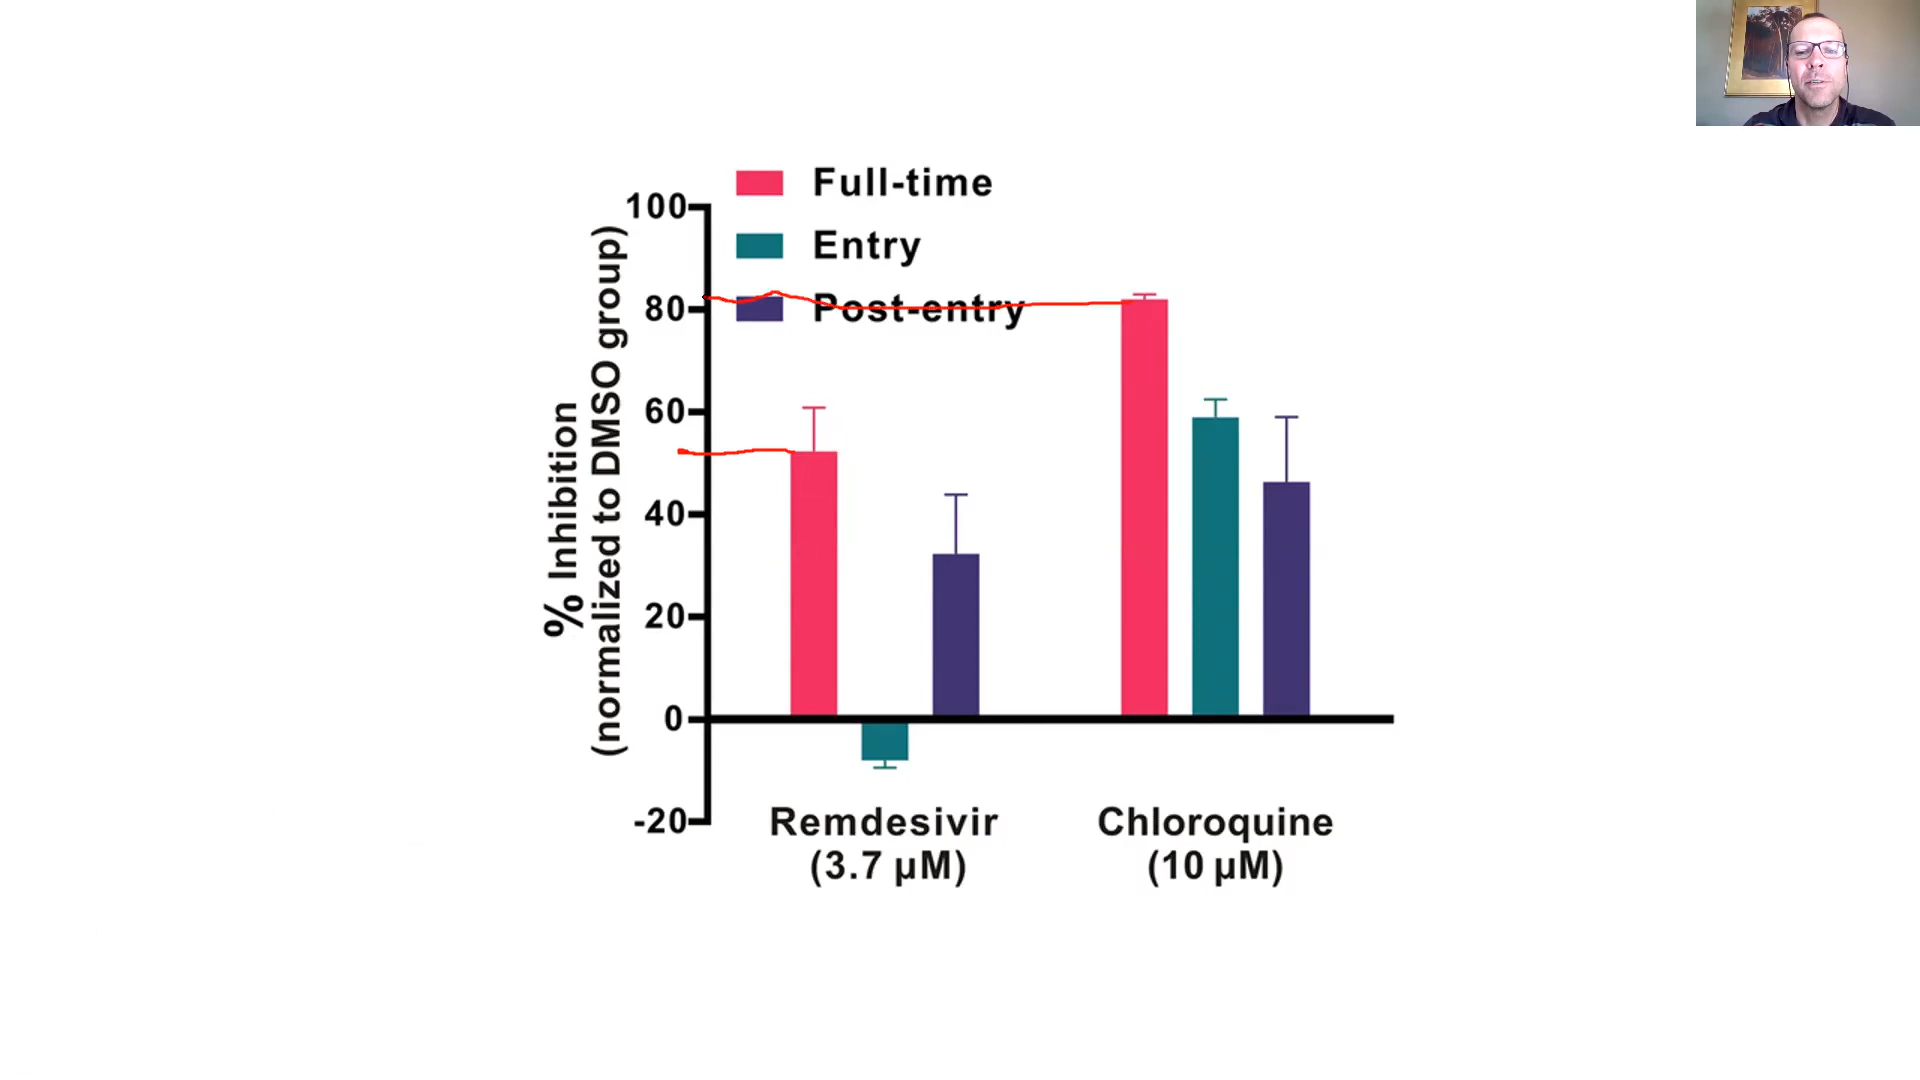 Full-time
Entry
Post-entry
100
80
60
40
20
0
-20
% Inhibition
(normalized to DMSO group)
Remdesivir
(3.7 µM)
Chloroquine
(10 µM)